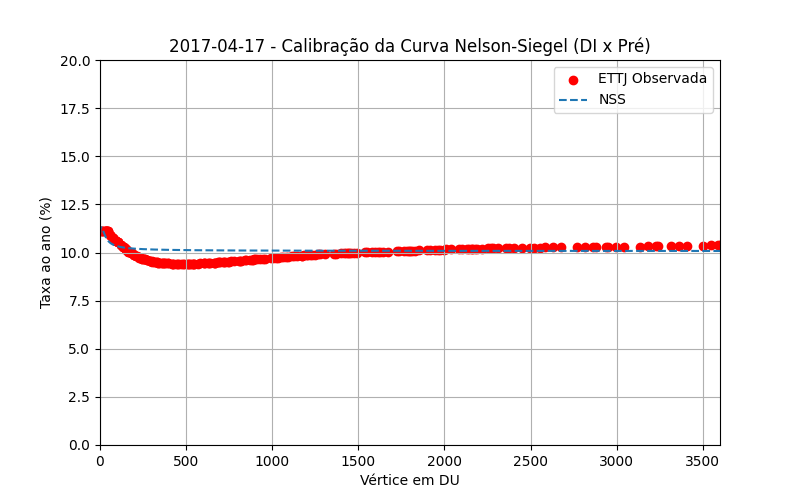 2017-04-17 - Calibração da Curva Nelson-Siegel (DI x Pré)
ETTJ Observada
NSS
Taxa ao ano (%)
20.0
17.5
15.0
12.5
10.0
7.5
5.0
2.5
0.0
0 500 1000 1500 2000 2500 3000 3500
Vértice em DU